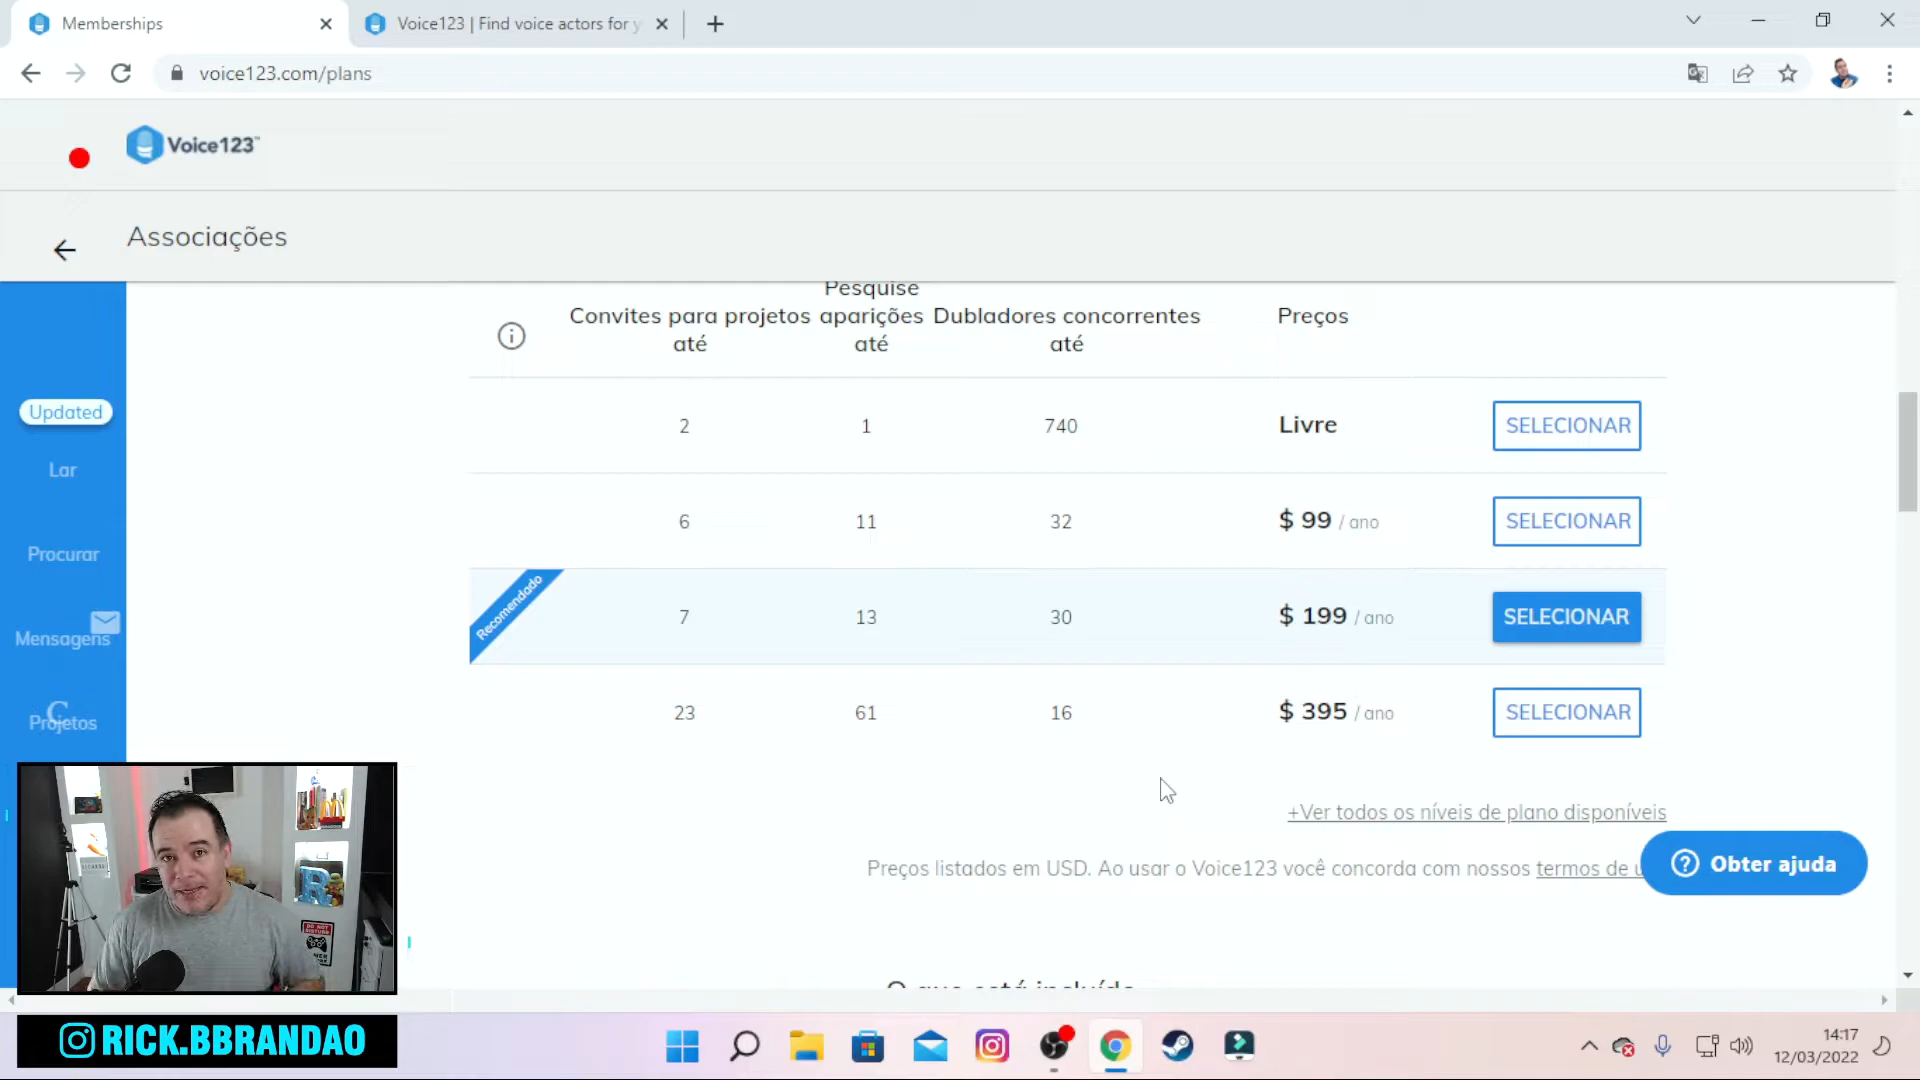 Memberships
Voice123 | Find voice actors for y
voice123.com/plans
Voice123™
Associações
Updated
Lar
Procurar
Mensagens
Projetos
Convites para projetos até
Pesquise aparições até
Dubladores concorrentes até
Preços
2 1 740 Livre SELECIONAR
6 11 32 $ 99 / ano SELECIONAR
Recomendado
7 13 30 $ 199 / ano SELECIONAR
23 61 16 $ 395 / ano SELECIONAR
+Ver todos os níveis de plano disponíveis
Preços listados em USD. Ao usar o Voice123 você concorda com nossos termos de u
Obter ajuda
O que está incluído
RICK.BBRANDAO
14:17
12/03/2022